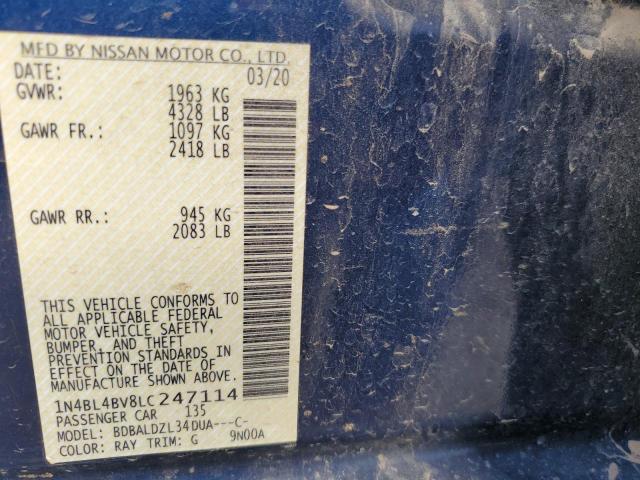 MFD BY NISSAN MOTOR CO., LTD.
DATE: 03/20
GVWR: 1963 KG
4328 LB
GAWR FR.: 1097 KG
2418 LB
GAWR RR.: 945 KG
2083 LB
THIS VEHICLE CONFORMS TO
ALL APPLICABLE FEDERAL
MOTOR VEHICLE SAFETY,
BUMPER, AND THEFT
PREVENTION STANDARDS IN
EFFECT ON THE DATE OF
MANUFACTURE SHOWN ABOVE.
1N4BL4BV8LC247114
PASSENGER CAR 135
MODEL: BDBALDZL34DUA---C-
COLOR: RAY TRIM: G 9N00A